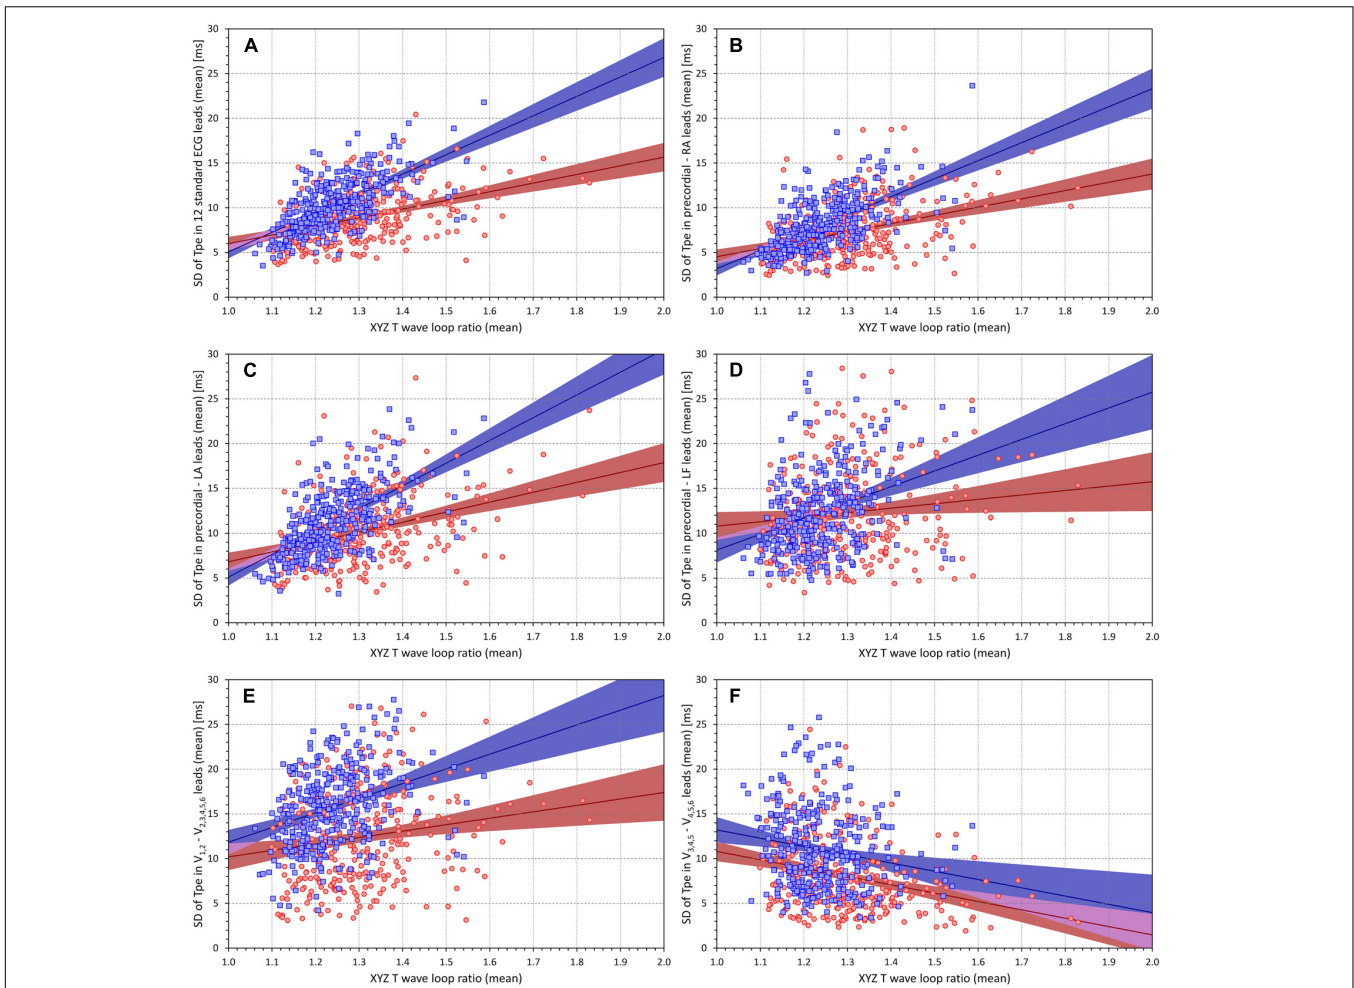 A
SD of Tpe in 12 standard ECG leads (mean) [ms]
30
25
20
15
10
5
0
1.0 1.1 1.2 1.3 1.4 1.5 1.6 1.7 1.8 1.9 2.0
XYZ T wave loop ratio (mean)
B
SD of Tpe in precordial - RA leads (mean) [ms]
30
25
20
15
10
5
0
1.0 1.1 1.2 1.3 1.4 1.5 1.6 1.7 1.8 1.9 2.0
XYZ T wave loop ratio (mean)
C
SD of Tpe in precordial - LA leads (mean) [ms]
30
25
20
15
10
5
0
1.0 1.1 1.2 1.3 1.4 1.5 1.6 1.7 1.8 1.9 2.0
XYZ T wave loop ratio (mean)
D
SD of Tpe in precordial - LF leads (mean) [ms]
30
25
20
15
10
5
0
1.0 1.1 1.2 1.3 1.4 1.5 1.6 1.7 1.8 1.9 2.0
XYZ T wave loop ratio (mean)
E
SD of Tpe in V1,2 - V2,3,4,5,6 leads (mean) [ms]
30
25
20
15
10
5
0
1.0 1.1 1.2 1.3 1.4 1.5 1.6 1.7 1.8 1.9 2.0
XYZ T wave loop ratio (mean)
F
SD of Tpe in V3,4,5 - V4,5,6 leads (mean) [ms]
30
25
20
15
10
5
0
1.0 1.1 1.2 1.3 1.4 1.5 1.6 1.7 1.8 1.9 2.0
XYZ T wave loop ratio (mean)